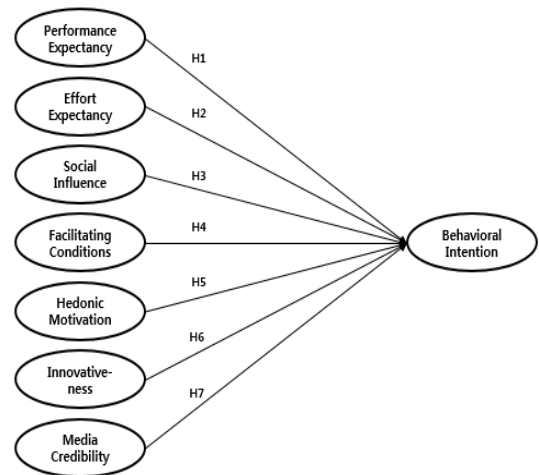 Performance
Expectancy
H1
Effort
Expectancy
H2
Social
Influence
H3
Facilitating
Conditions
H4
Behavioral
Intention
Hedonic
Motivation
H5
Innovative-
ness
H6
Media
Credibility
H7